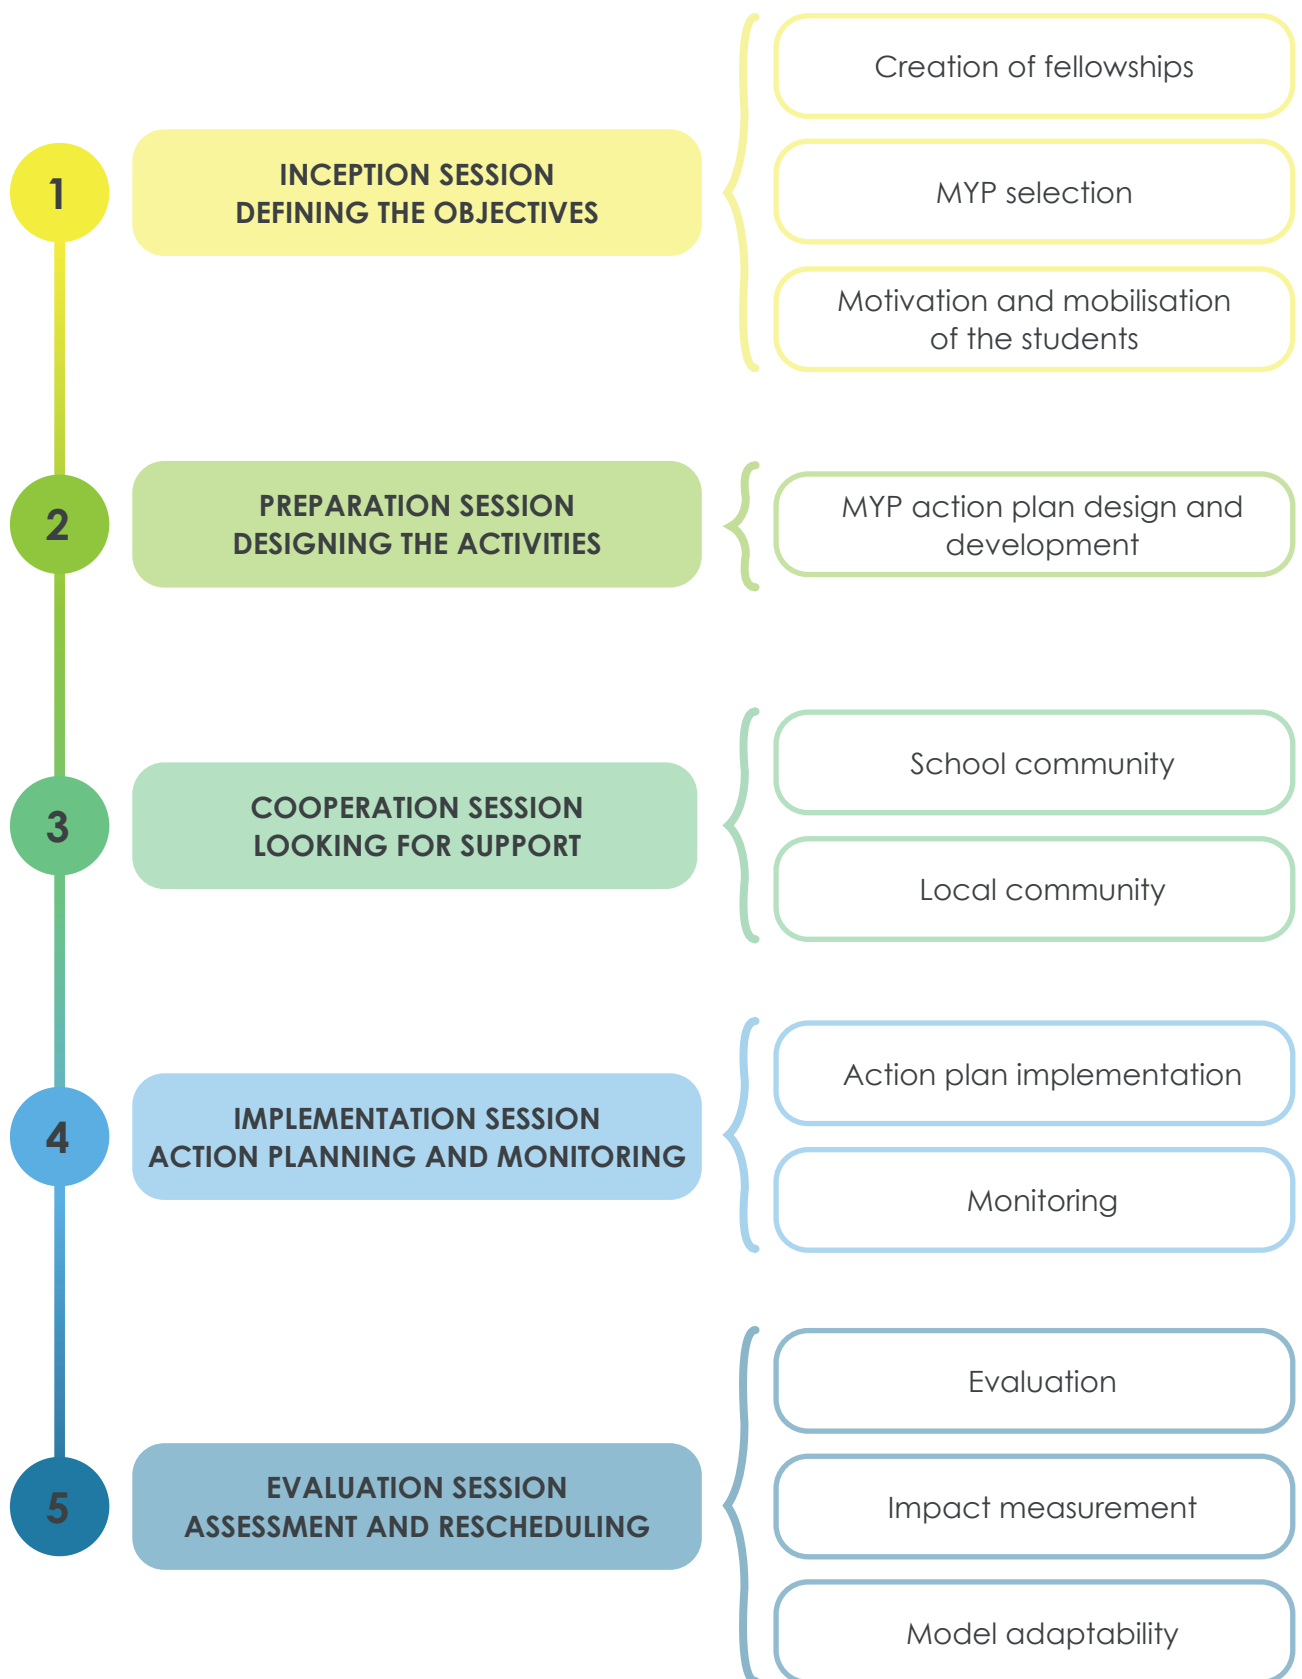 1
INCEPTION SESSION
DEFINING THE OBJECTIVES
Creation of fellowships
MYP selection
Motivation and mobilisation
of the students
2
PREPARATION SESSION
DESIGNING THE ACTIVITIES
MYP action plan design and
development
3
COOPERATION SESSION
LOOKING FOR SUPPORT
School community
Local community
4
IMPLEMENTATION SESSION
ACTION PLANNING AND MONITORING
Action plan implementation
Monitoring
5
EVALUATION SESSION
ASSESSMENT AND RESCHEDULING
Evaluation
Impact measurement
Model adaptability